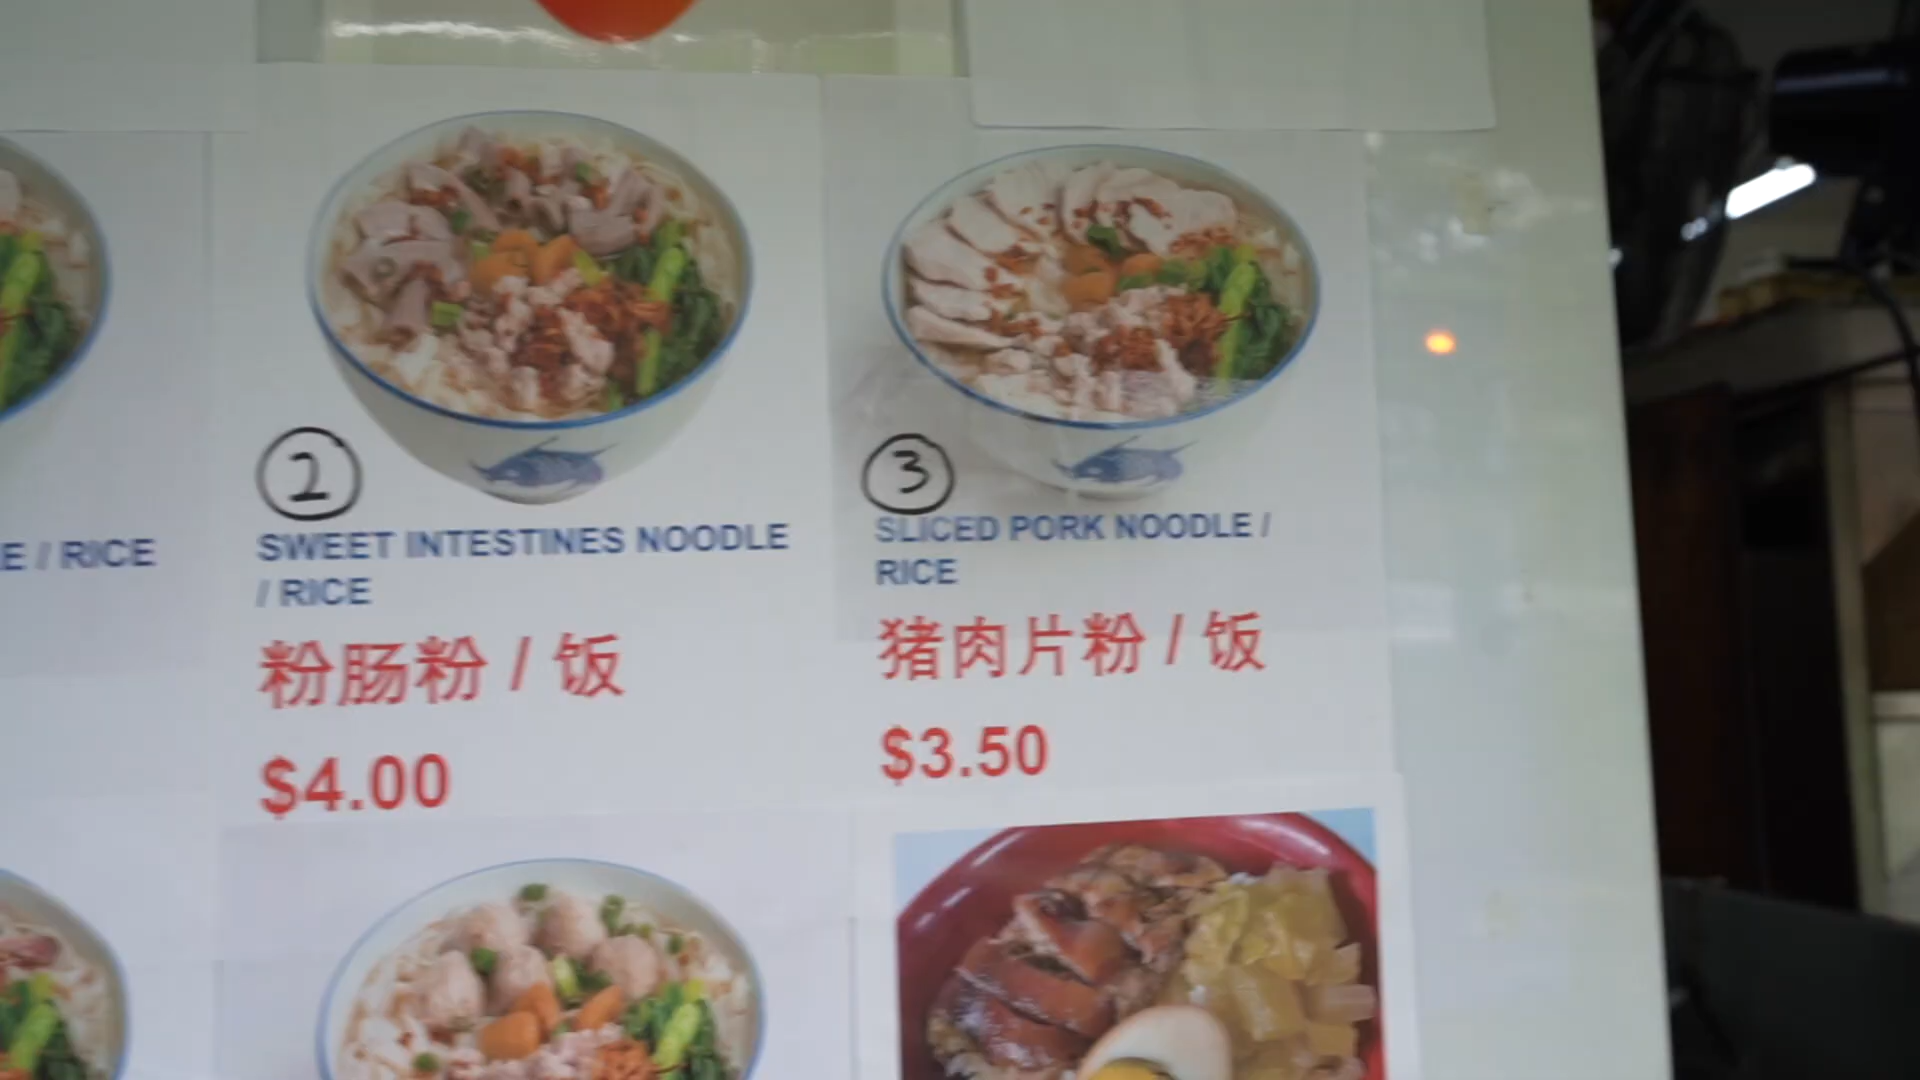 E / RICE
2
SWEET INTESTINES NOODLE
/ RICE
粉肠粉 / 饭
$4.00
3
SLICED PORK NOODLE /
RICE
猪肉片粉 / 饭
$3.50